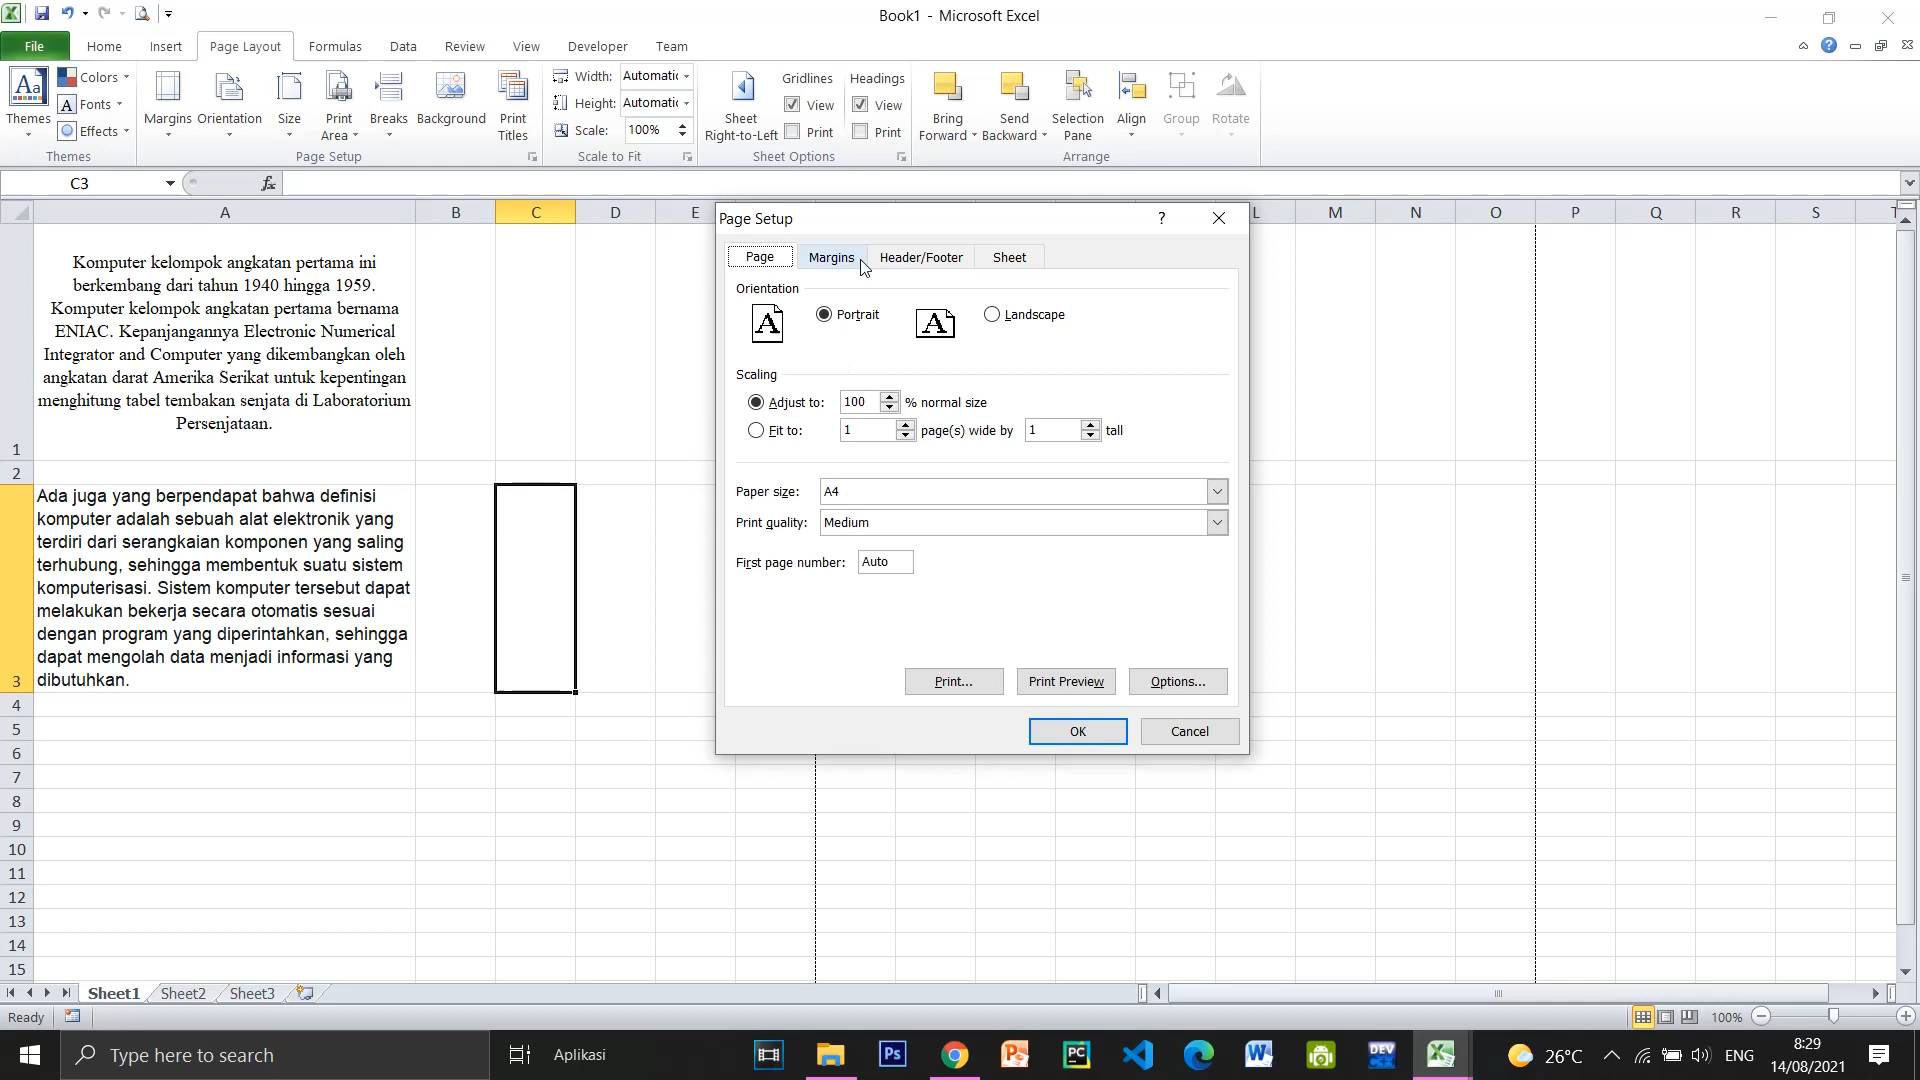 Book1 - Microsoft Excel
File Home Insert Page Layout Formulas Data Review View Developer Team
Themes Colors Fonts Effects
Themes
Margins Orientation Size Print Area Breaks Background Print Titles
Page Setup
Width: Automatic
Height: Automatic
Scale: 100%
Scale to Fit
Sheet Right-to-Left
Gridlines Headings
View View
Print Print
Sheet Options
Bring Forward Send Backward Selection Pane Align Group Rotate
Arrange
C3 fx
A B C D E L M N O P Q R S
Komputer kelompok angkatan pertama ini
berkembang dari tahun 1940 hingga 1959.
Komputer kelompok angkatan pertama bernama
ENIAC. Kepanjangannya Electronic Numerical
Integrator and Computer yang dikembangkan oleh
angkatan darat Amerika Serikat untuk kepentingan
menghitung tabel tembakan senjata di Laboratorium
Persenjataan.
1
2
Ada juga yang berpendapat bahwa definisi
komputer adalah sebuah alat elektronik yang
terdiri dari serangkaian komponen yang saling
terhubung, sehingga membentuk suatu sistem
komputerisasi. Sistem komputer tersebut dapat
melakukan bekerja secara otomatis sesuai
dengan program yang diperintahkan, sehingga
dapat mengolah data menjadi informasi yang
dibutuhkan.
3
4
5
6
7
8
9
10
11
12
13
14
15
Page Setup ?
Page Margins Header/Footer Sheet
Orientation
A Portrait A Landscape
Scaling
Adjust to: 100 % normal size
Fit to: 1 page(s) wide by 1 tall
Paper size: A4
Print quality: Medium
First page number: Auto
Print... Print Preview Options...
OK Cancel
Sheet1 Sheet2 Sheet3
Ready 100%
Type here to search Aplikasi Ps PC DEV 26°C ENG 8:29
14/08/2021